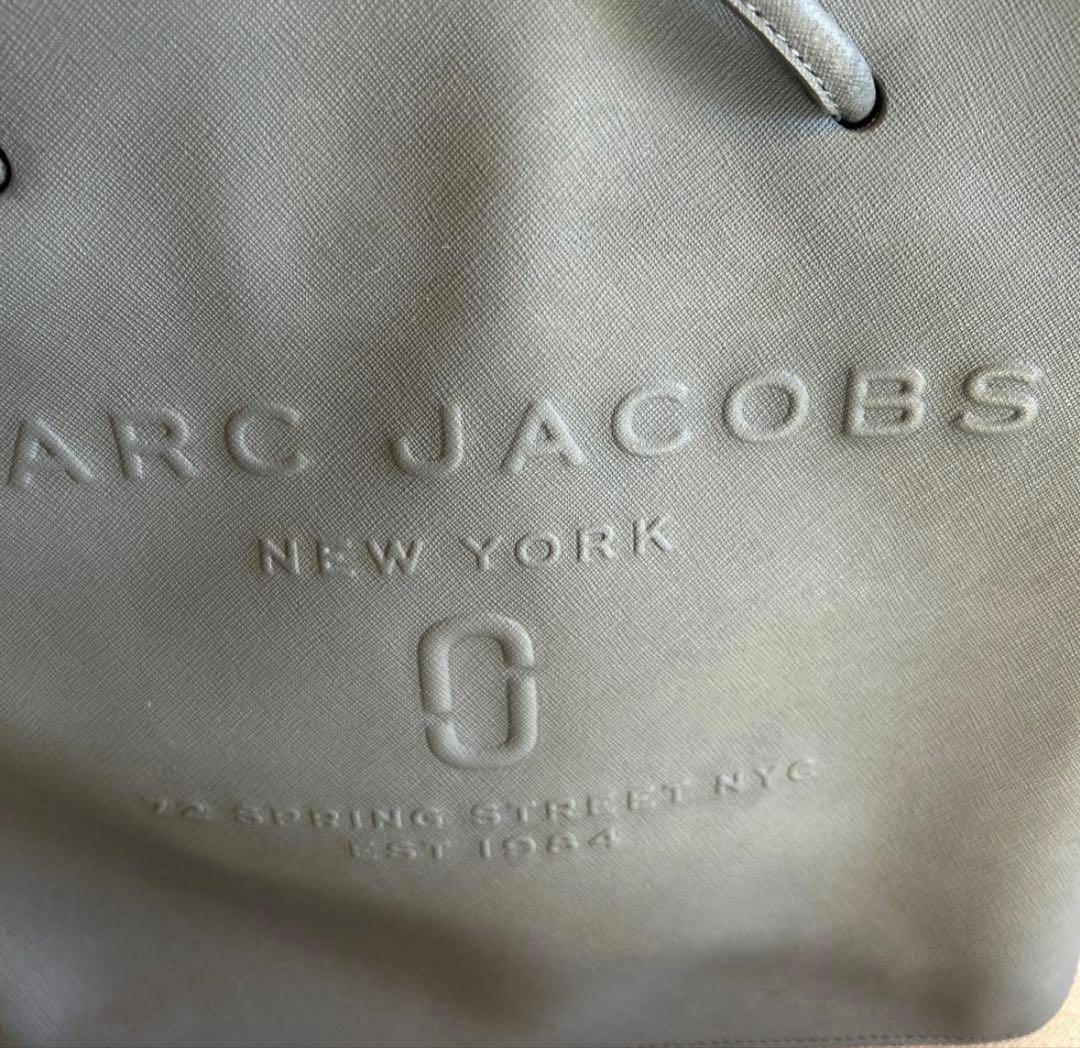 ARC JACOBS
NEW YORK
72 SPRING STREET NYC
EST 1984